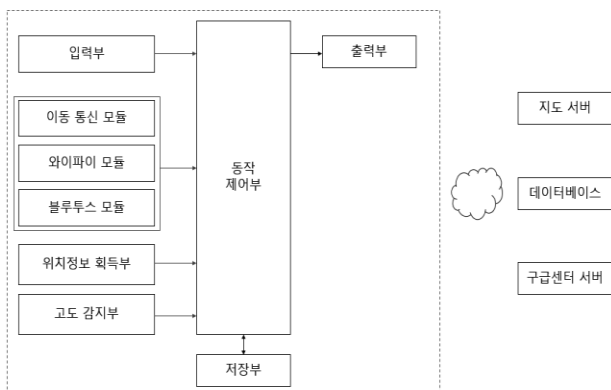 입력부
출력부
이동 통신 모듈
와이파이 모듈
블루투스 모듈
동작
제어부
위치정보 획득부
고도 감지부
저장부
지도 서버
데이터베이스
구급센터 서버